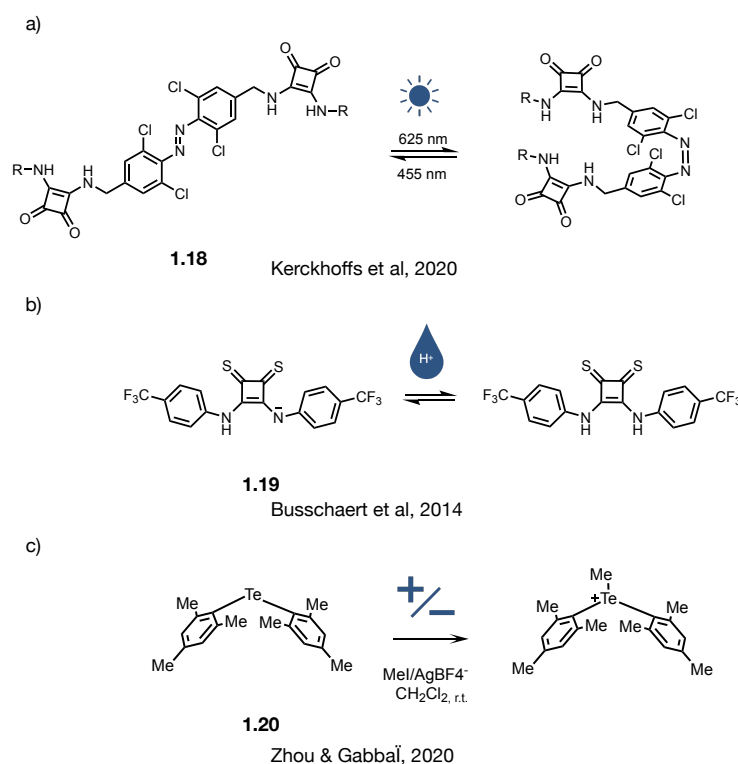 a)
O O
O O
Cl
N
H
HN
R
N
N
Cl
Cl
R
NH
H
N
Cl
O
O
625 nm
455 nm
R
N
H
N
H
Cl
Cl
R
NH
H
N
Cl
N
N
Cl
O
O
1.18
Kerckhoffs et al, 2020
b)
S S
F3C
N
H
N
CF3
H+
S S
F3C
N
H
N
H
CF3
1.19
Busschaert et al, 2014
c)
Te
Me
Me
Me
Me
Me
Me
+/−
MeI/AgBF4-
CH2Cl2, r.t.
Me
+Te
Me
Me
Me
Me
Me
Me
1.20
Zhou & GabbaÏ, 2020